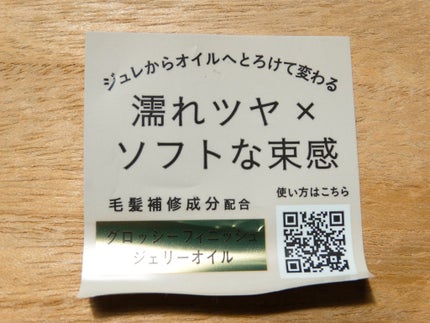 ジュレからオイルへとろけて変わる
濡れツヤ×
ソフトな束感
毛髪補修成分配合
使い方はこちら
グロッシーフィニッシュ
ジェリーオイル